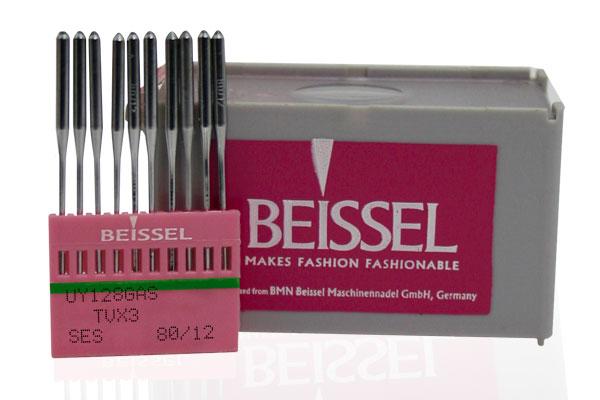 BEISSEL
UY128GAS
TVX3
SES 80/12
BEISSEL
MAKES FASHION FASHIONABLE
from BMN Beissel Maschinennadel GmbH, Germany